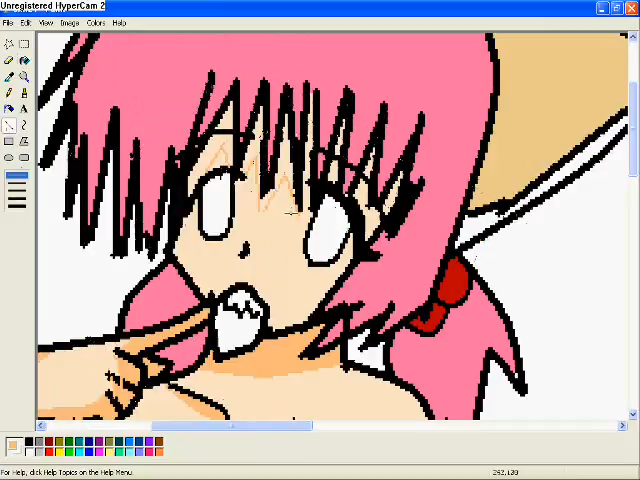 Unregistered HyperCam 2
File Edit View Image Colors Help
A
For Help, click Help Topics on the Help Menu.